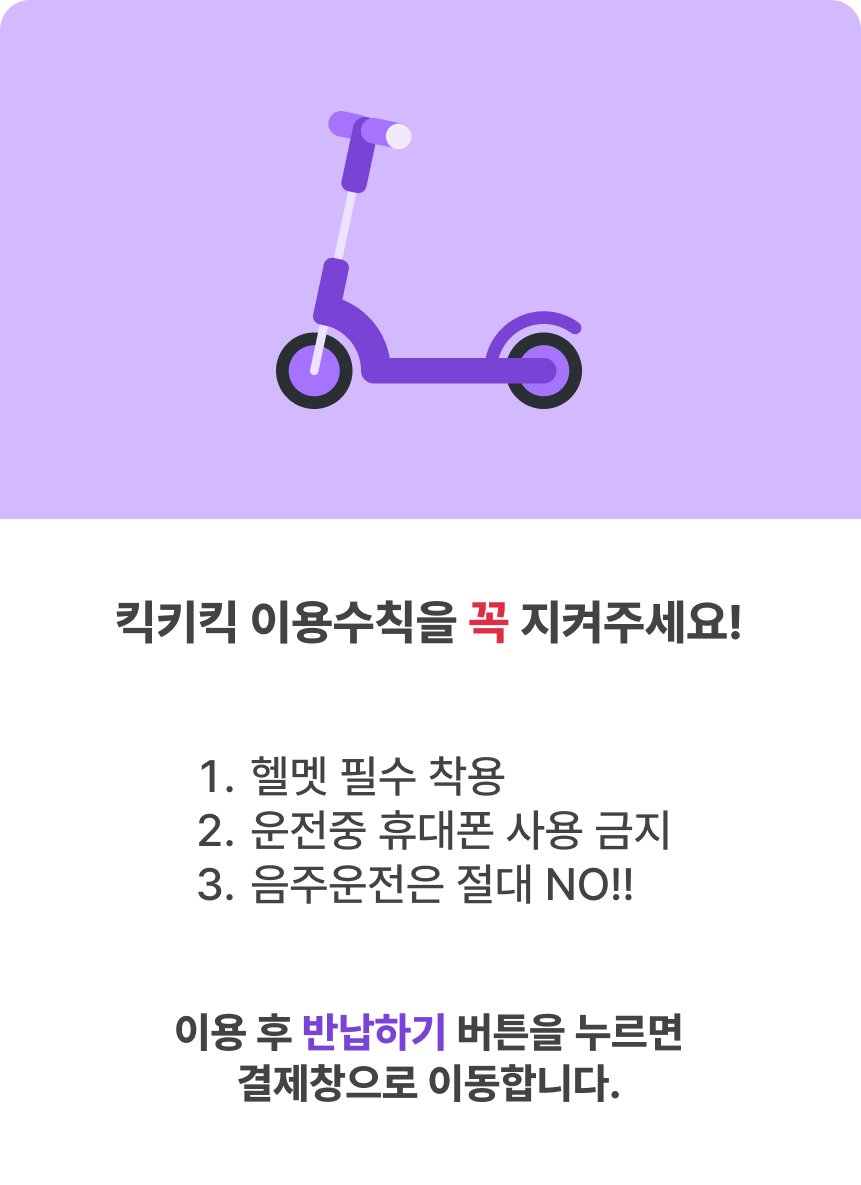 킥키킥 이용수칙을 꼭 지켜주세요!
1. 헬멧 필수 착용
2. 운전중 휴대폰 사용 금지
3. 음주운전은 절대 NO!!
이용 후 반납하기 버튼을 누르면
결제창으로 이동합니다.